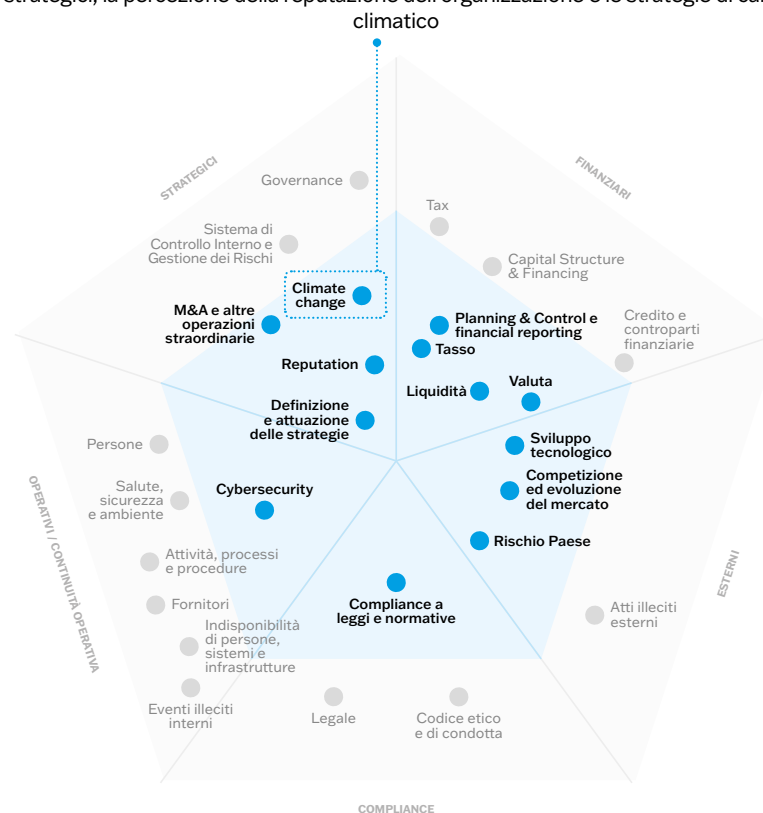 climatico
STRATEGICI
FINANZIARI
Governance
Tax
Sistema di
Controllo Interno e
Gestione dei Rischi
Capital Structure
& Financing
Climate
change
M&A e altre
operazioni
straordinarie
Planning & Control e
financial reporting
Credito e
controparti
finanziarie
Tasso
Reputation
Liquidità
Valuta
Definizione
e attuazione
delle strategie
Persone
Sviluppo
tecnologico
Salute,
sicurezza
e ambiente
Cybersecurity
Competizione
ed evoluzione
del mercato
OPERATIVI / CONTINUITÀ OPERATIVA
Rischio Paese
Attività, processi
e procedure
ESTERNI
Fornitori
Compliance a
leggi e normative
Atti illeciti
esterni
Indisponibilità
di persone,
sistemi e
infrastrutture
Eventi illeciti
interni
Legale
Codice etico
e di condotta
COMPLIANCE